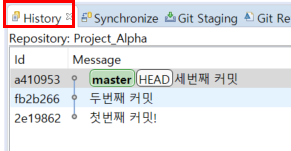 History Synchronize Git Staging Git Re
Repository: Project_Alpha
Id Message
a410953 master HEAD 세번째 커밋
fb2b266 두번째 커밋
2e19862 첫번째 커밋!